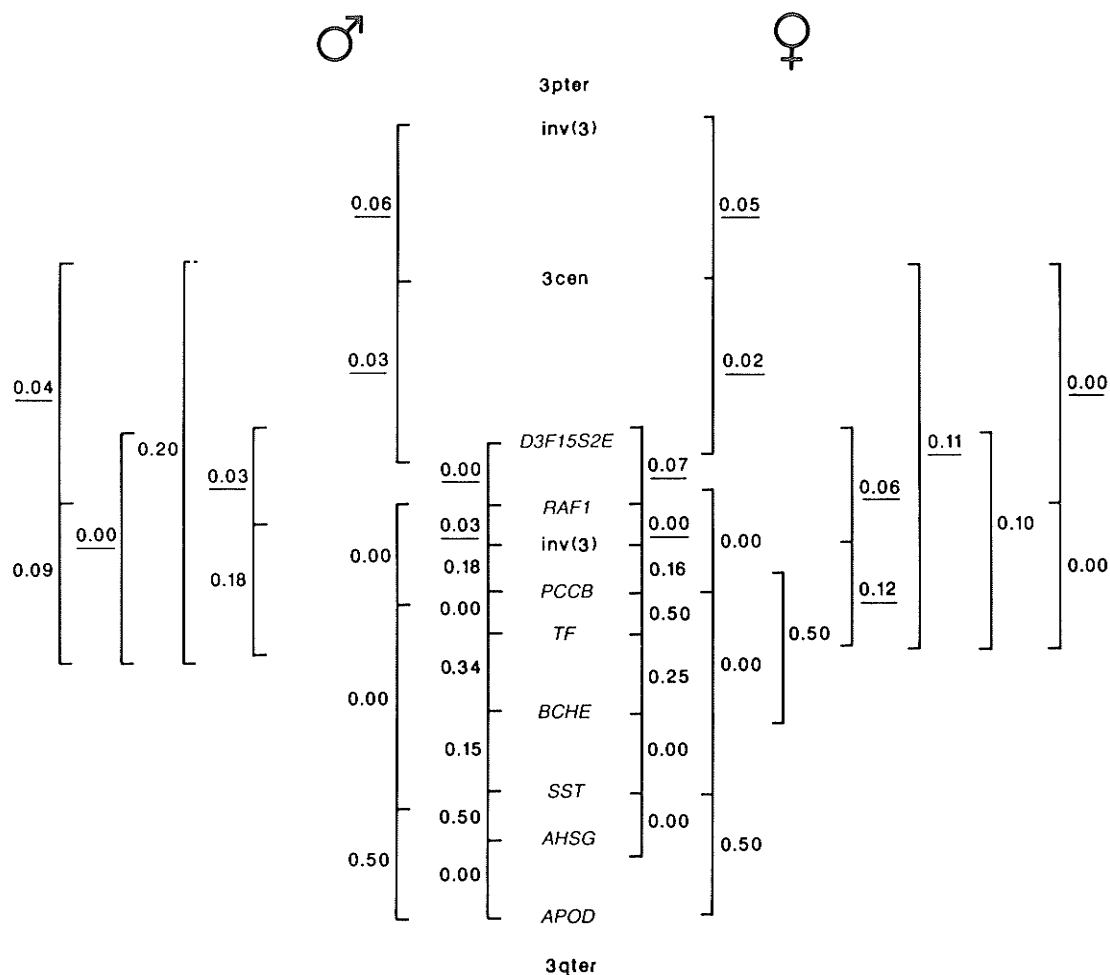 ♂ ♀
3pter
inv(3)
0.06 0.05
3cen
0.03 0.02
0.04 0.00
D3F15S2E
0.20 0.11
0.00 0.07
0.03 0.06
RAF1
0.03 0.00 0.10
0.00 inv(3) 0.00
0.00
0.09 0.18 0.16 0.00
0.18 PCCB 0.12
0.00 0.50
TF 0.50
0.34 0.00
0.00 0.25
BCHE
0.15 0.00
SST
0.50 0.00
AHSG 0.50
0.50
0.00
APOD
3qter